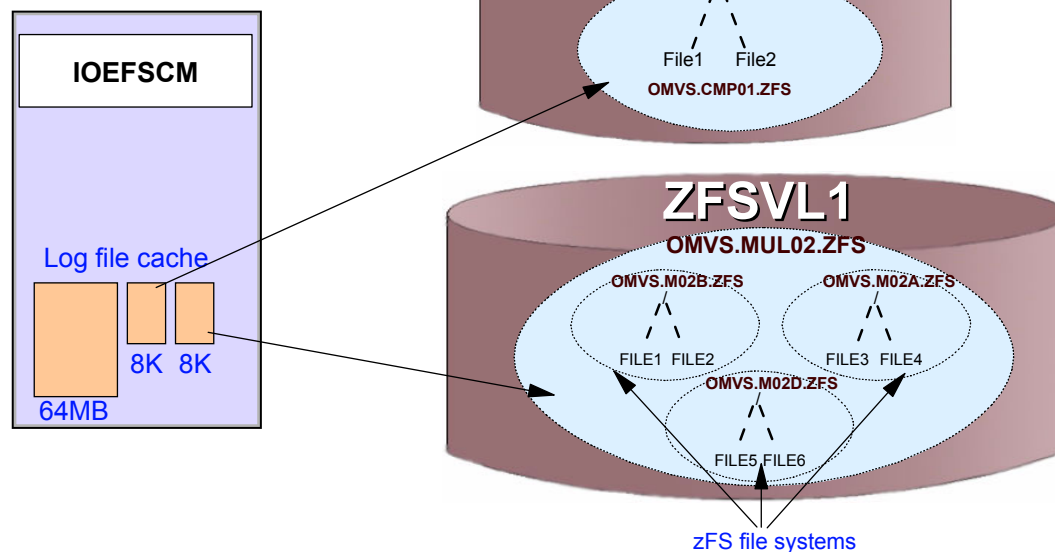 IOEFSCM
Log file cache
8K 8K
64MB
File1 File2
OMVS.CMP01.ZFS
ZFSVL1
OMVS.MUL02.ZFS
OMVS.M02B.ZFS
/
FILE1 FILE2
OMVS.M02A.ZFS
/
FILE3 FILE4
OMVS.M02D.ZFS
/
FILE5 FILE6
zFS file systems